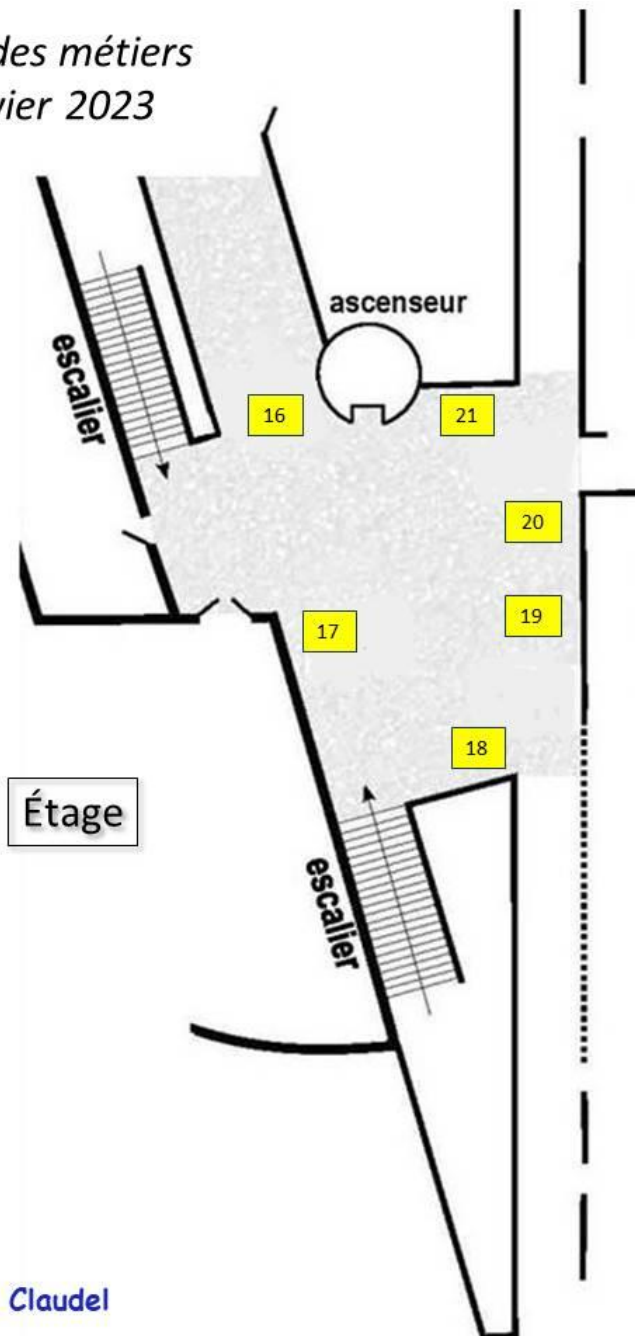 des métiers
vier 2023
ascenseur
escalier
16
21
20
19
17
18
Étage
escalier
Claudel